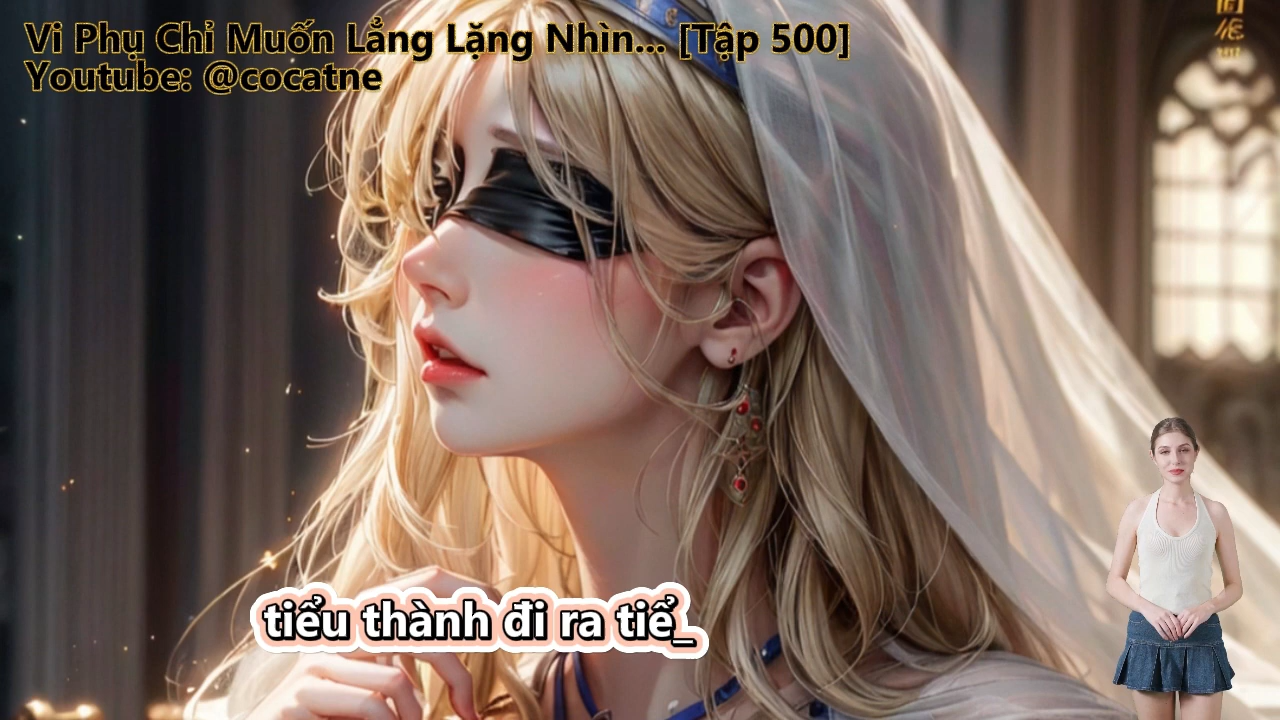 Vi Phụ Chỉ Muốn Lẳng Lặng Nhìn... [Tập 500]
Youtube: @cocatne
tiểu thành đi ra tiể_